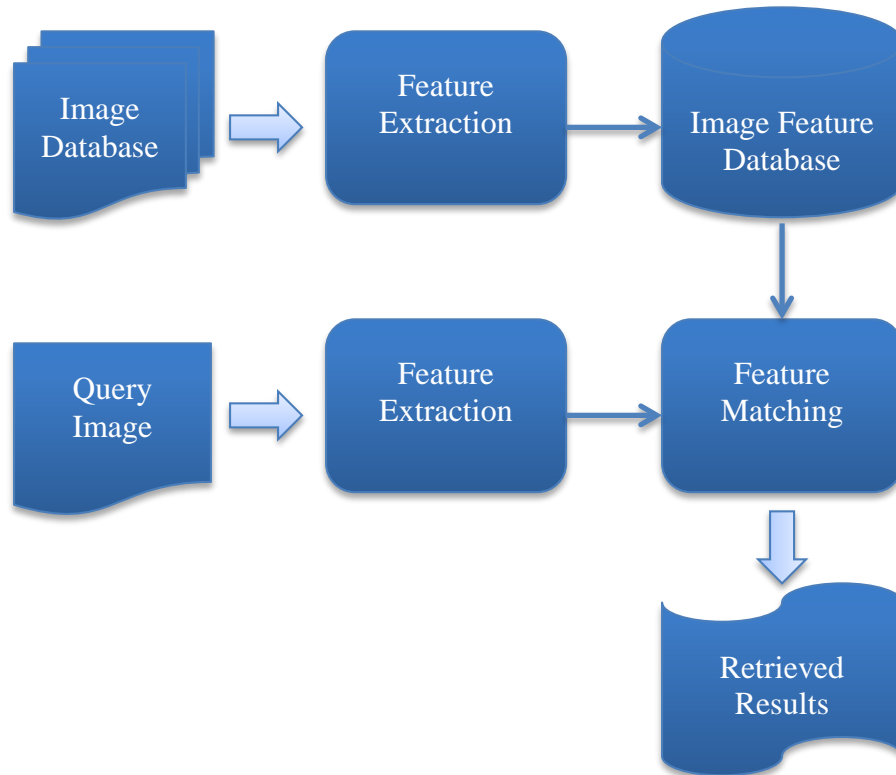 Image
Database
Feature
Extraction
Image Feature
Database
Query
Image
Feature
Extraction
Feature
Matching
Retrieved
Results